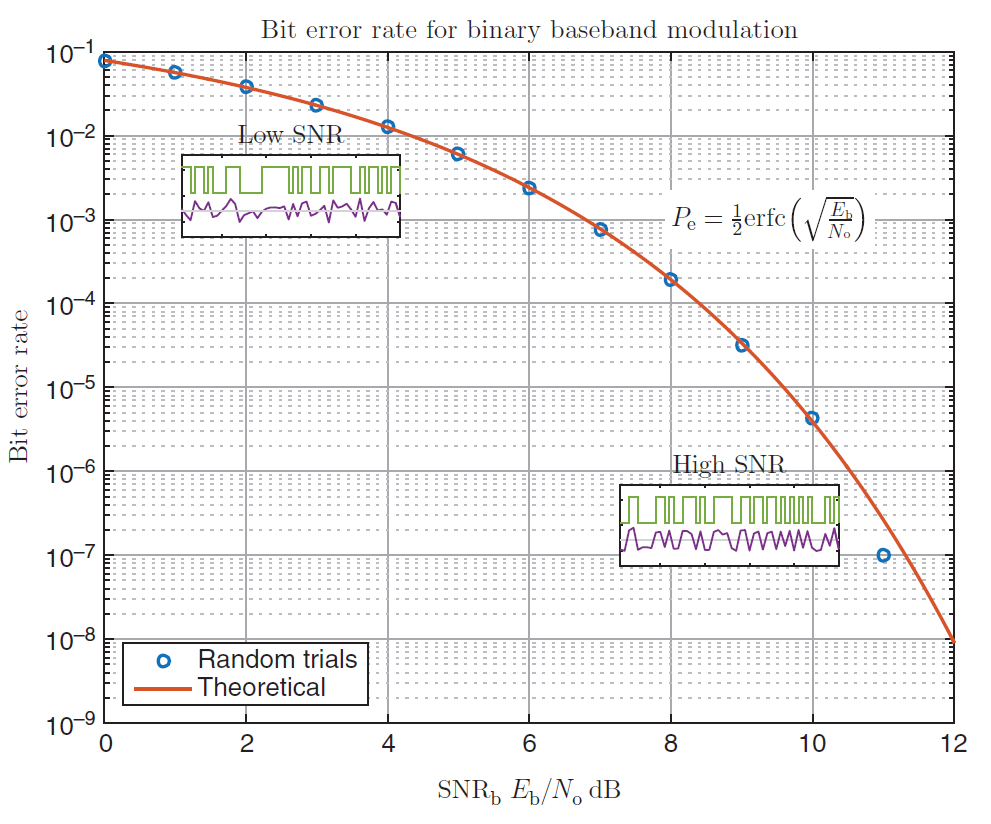 Bit error rate for binary baseband modulation
10⁻¹
10⁻²
10⁻³
10⁻⁴
10⁻⁵
10⁻⁶
10⁻⁷
10⁻⁸
10⁻⁹
Bit error rate
Low SNR
Pₑ = ½erfc(√(E_b/N_o))
High SNR
Random trials
Theoretical
0 2 4 6 8 10 12
SNR_b E_b/N_o dB